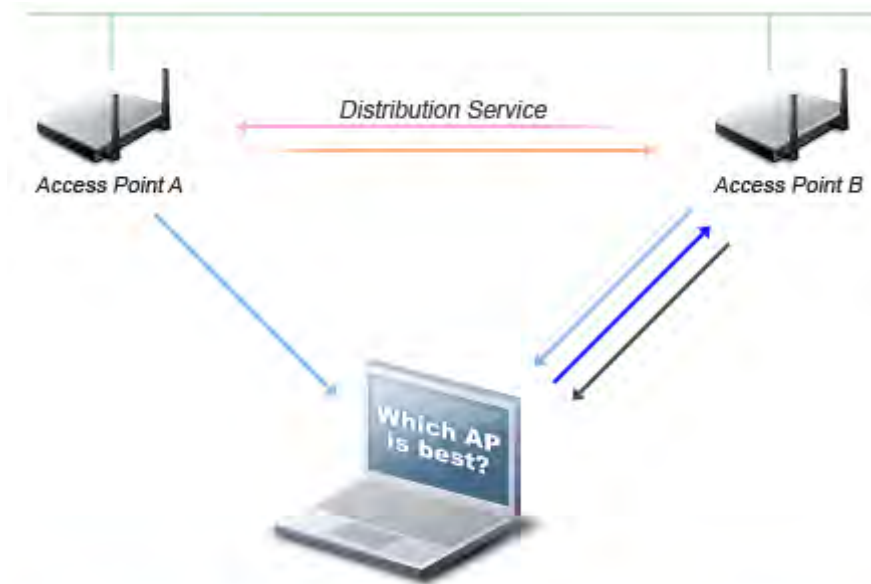 Distribution Service
Access Point A
Access Point B
Which AP
is best?